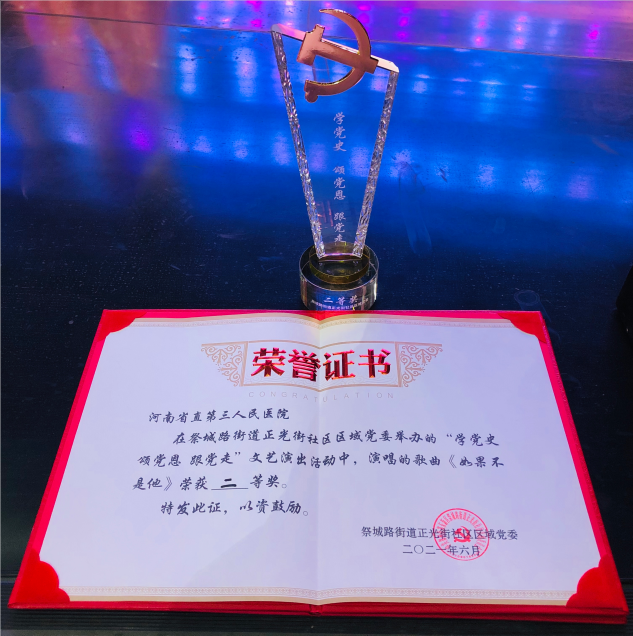 学党史 颂党恩 跟党走
二等奖
荣誉证书
CONGRATULATION
河南省直第三人民医院
在祭城路街道正光街社区区域党委举办的“学党史
颂党恩 跟党走”文艺演出活动中，演唱的歌曲《如果不
是他》荣获 二 等奖。
特发此证，以资鼓励。
祭城路街道正光街社区区域党委
二〇二一年六月